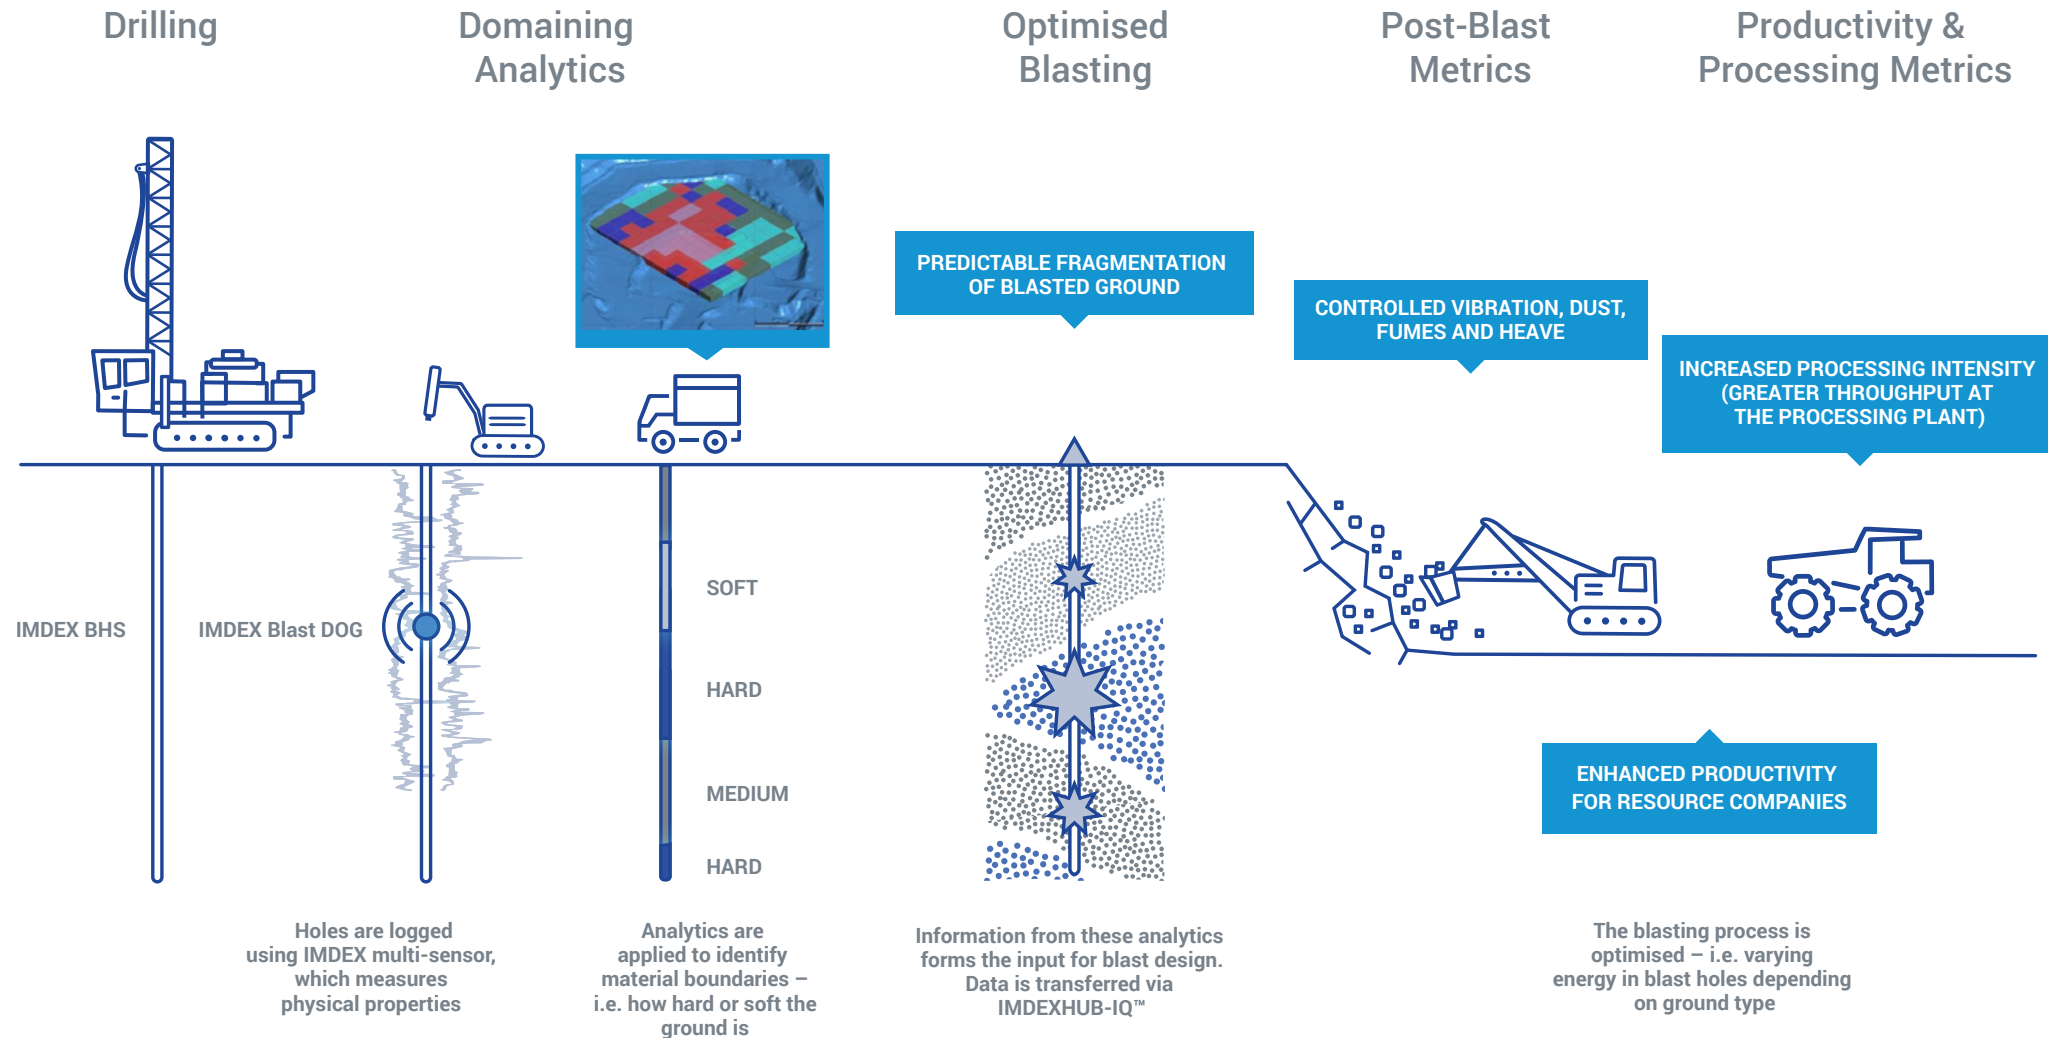 Drilling
Domaining
Analytics
Optimised
Blasting
Post-Blast
Metrics
Productivity &
Processing Metrics
PREDICTABLE FRAGMENTATION
OF BLASTED GROUND
CONTROLLED VIBRATION, DUST,
FUMES AND HEAVE
INCREASED PROCESSING INTENSITY
(GREATER THROUGHPUT AT
THE PROCESSING PLANT)
IMDEX BHS
IMDEX Blast DOG
SOFT
HARD
MEDIUM
HARD
ENHANCED PRODUCTIVITY
FOR RESOURCE COMPANIES
Holes are logged
using IMDEX multi-sensor,
which measures
physical properties
Analytics are
applied to identify
material boundaries –
i.e. how hard or soft the
ground is
Information from these analytics
forms the input for blast design.
Data is transferred via
IMDEXHUB-IQ™
The blasting process is
optimised – i.e. varying
energy in blast holes depending
on ground type